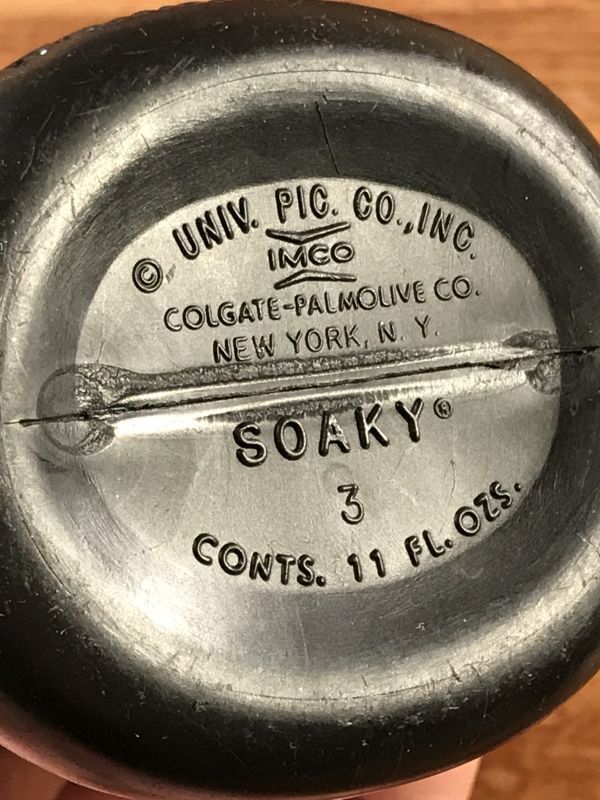 © UNIV. PIC. CO., INC.
IMCO
COLGATE-PALMOLIVE CO.
NEW YORK, N. Y.
SOAKY®
3
CONTS. 11 FL. OZS.